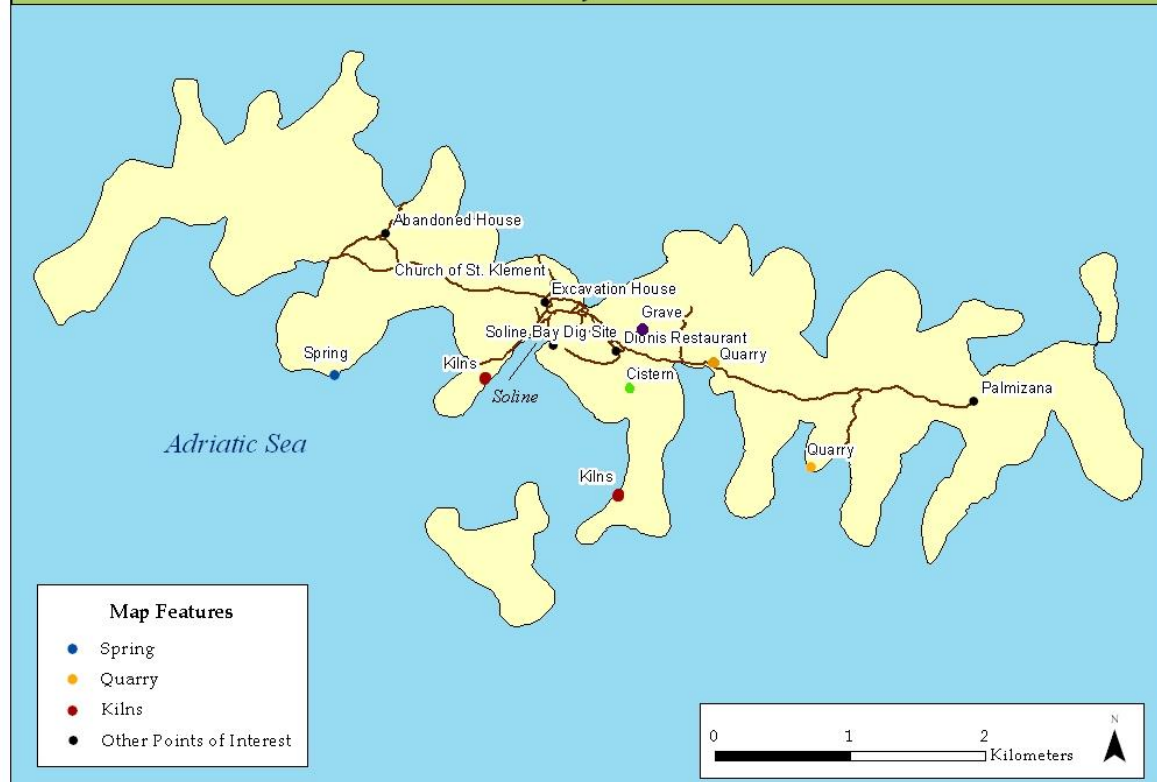 Abandoned House
Church of St. Klement
Excavation House
Grave
Soline Bay Dig Site
Dionis Restaurant
Quarry
Spring
Kilns
Cistern
Soline
Palmizana
Adriatic Sea
Quarry
Kilns
Map Features
Spring
Quarry
Kilns
Other Points of Interest
0 1 2
Kilometers
N